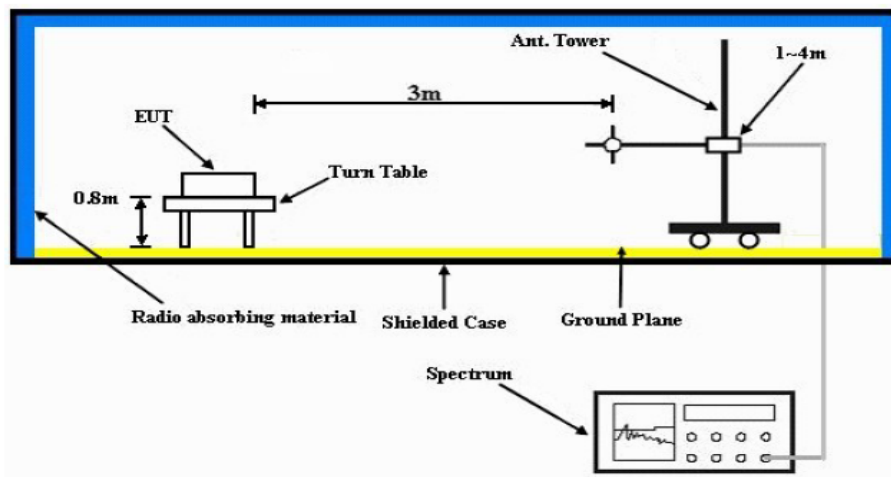 Ant. Tower
1~4m
3m
EUT
Turn Table
0.8m
Radio absorbing material
Shielded Case
Ground Plane
Spectrum